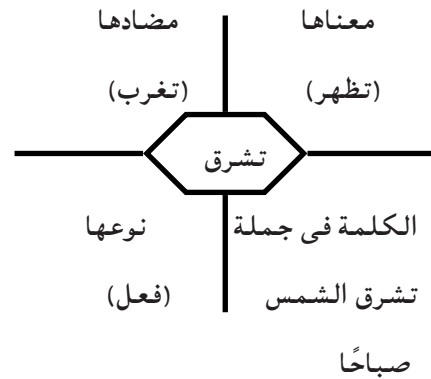 معناها
(تظهر)
مضادها
(تغرب)
تشرق
الكلمة فى جملة
تشرق الشمس
صباحًا
نوعها
(فعل)